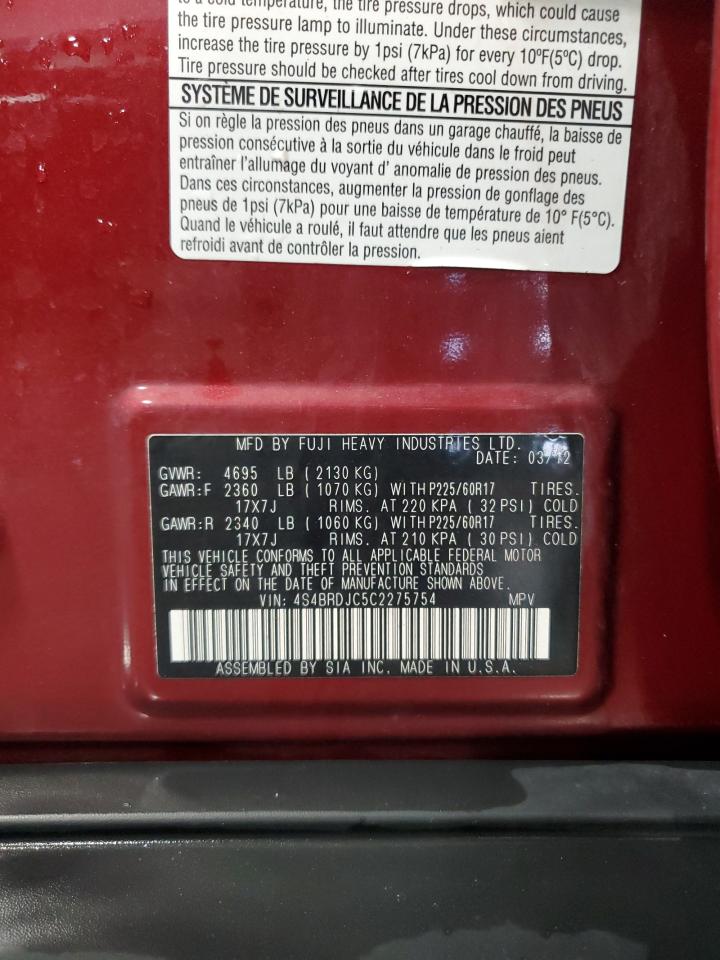 to a cold temperature, the tire pressure drops, which could cause
the tire pressure lamp to illuminate. Under these circumstances,
increase the tire pressure by 1psi (7kPa) for every 10°F(5°C) drop.
Tire pressure should be checked after tires cool down from driving.
SYSTÈME DE SURVEILLANCE DE LA PRESSION DES PNEUS
Si on règle la pression des pneus dans un garage chauffé, la baisse de
pression consécutive à la sortie du véhicule dans le froid peut
entraîner l'allumage du voyant d' anomalie de pression des pneus.
Dans ces circonstances, augmenter la pression de gonflage des
pneus de 1psi (7kPa) pour une baisse de température de 10° F(5°C).
Quand le véhicule a roulé, il faut attendre que les pneus aient
refroidi avant de contrôler la pression.
MFD BY FUJI HEAVY INDUSTRIES LTD.
DATE: 03/12
GVWR: 4695 LB (2130 KG)
GAWR:F 2360 LB (1070 KG) WITH P225/60R17 TIRES.
17X7J RIMS. AT 220 KPA (32 PSI) COLD
GAWR:R 2340 LB (1060 KG) WITH P225/60R17 TIRES.
17X7J RIMS. AT 210 KPA (30 PSI) COLD
THIS VEHICLE CONFORMS TO ALL APPLICABLE FEDERAL MOTOR
VEHICLE SAFETY AND THEFT PREVENTION STANDARDS
IN EFFECT ON THE DATE OF MANUFACTURE SHOWN ABOVE.
VIN: 4S4BRDJC5C2275754 MPV
ASSEMBLED BY SIA INC. MADE IN U.S.A.